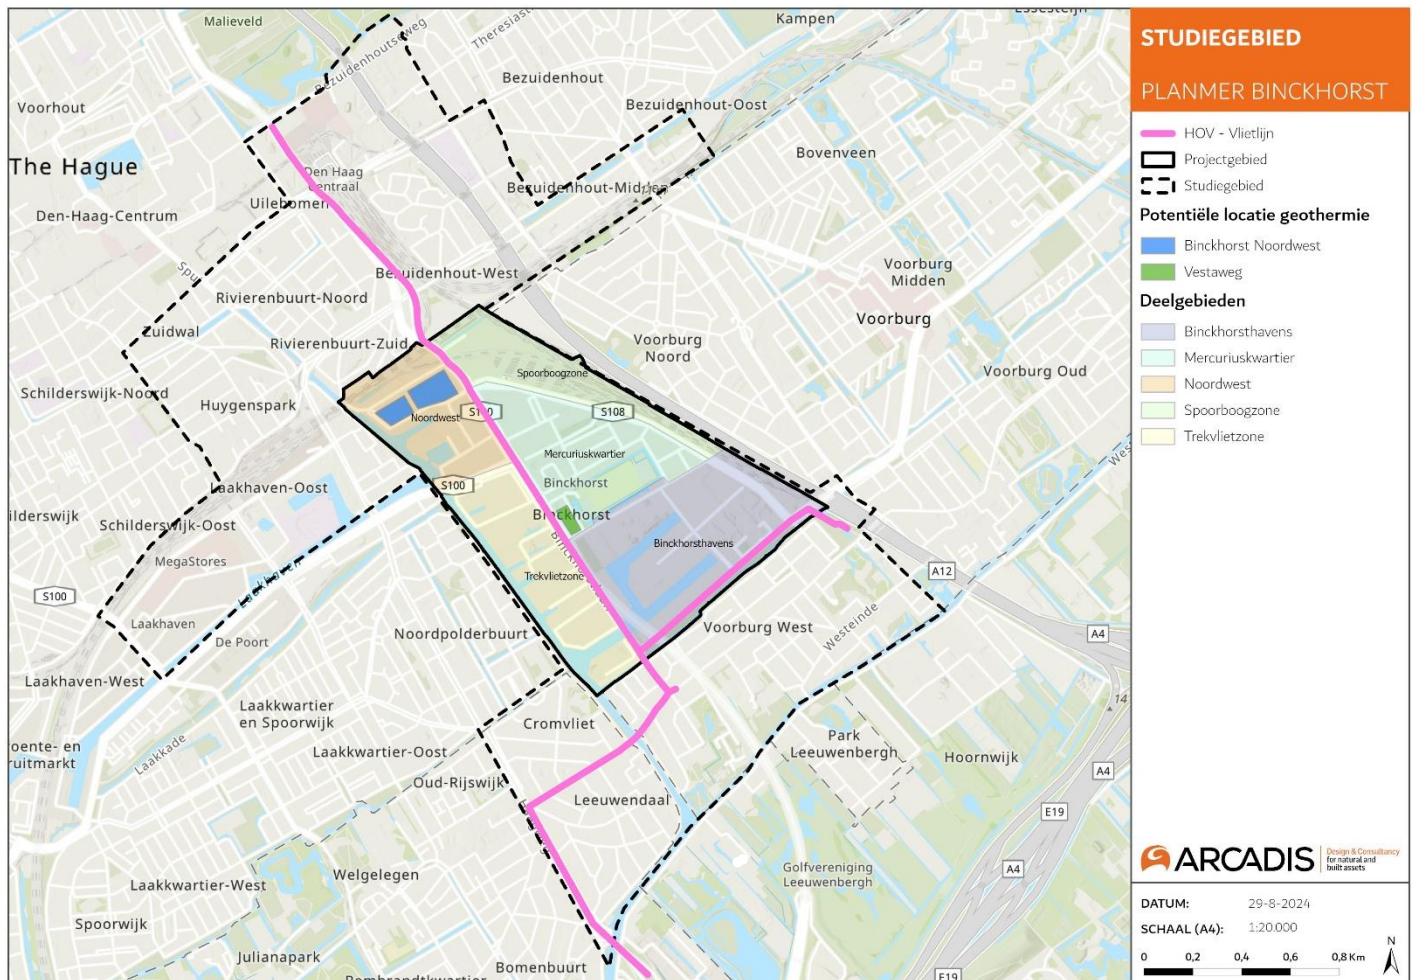 Malieveld
Kampen
Bezuidenhoutseweg
Bezuidenhout
Voorhout
Bezuidenhout-Oost
The Hague
Bovenveen
Den Haag
Centraal
Uilebomen
Den-Haag-Centrum
Spui
Bezuidenhout-West
Voorburg
Midden
Rivierenbuurt-Noord
Zuidwal
Rivierenbuurt-Zuid
Voorburg
Voorburg
Noord
Voorburg Oud
Spoorboogzone
Schilderswijk-Noord
Huygenspark
S100
S108
Noordwest
Mercuriuskwartier
Binckhorst
Laakhaven-Oost
S100
Schilderswijk-Oost
Binckhorst
Binckhorsthavens
MegaStores
Laakhaven
Trekvlietzone
A12
S100
Laakhaven
De Poort
Noordpolderbuurt
Voorburg West
Westeinde
A4
Laakhaven-West
Laakkwartier
en Spoorwijk
Cromvliet
14
Park
Leeuwenbergh
Hoornwijk
Laakkade
Laakkwartier-Oost
Oud-Rijswijk
A4
Leeuwendaal
E19
Golfvereniging
Leeuwenbergh
A4
Laakkwartier-West
Welgelegen
Spoorwijk
Julianapark
Bomenbuurt
E19
STUDIEGEBIED
PLANMER BINCKHORST
HOV - Vlietlijn
Projectgebied
Studiegebied
Potentiële locatie geothermie
Binckhorst Noordwest
Vestaweg
Deelgebieden
Binckhorsthavens
Mercuriuskwartier
Noordwest
Spoorboogzone
Trekvlietzone
ARCADIS
Design & Consultancy
for natural and
built assets
DATUM: 29-8-2024
SCHAAL (A4): 1:20.000
N
0 0,2 0,4 0,6 0,8 Km